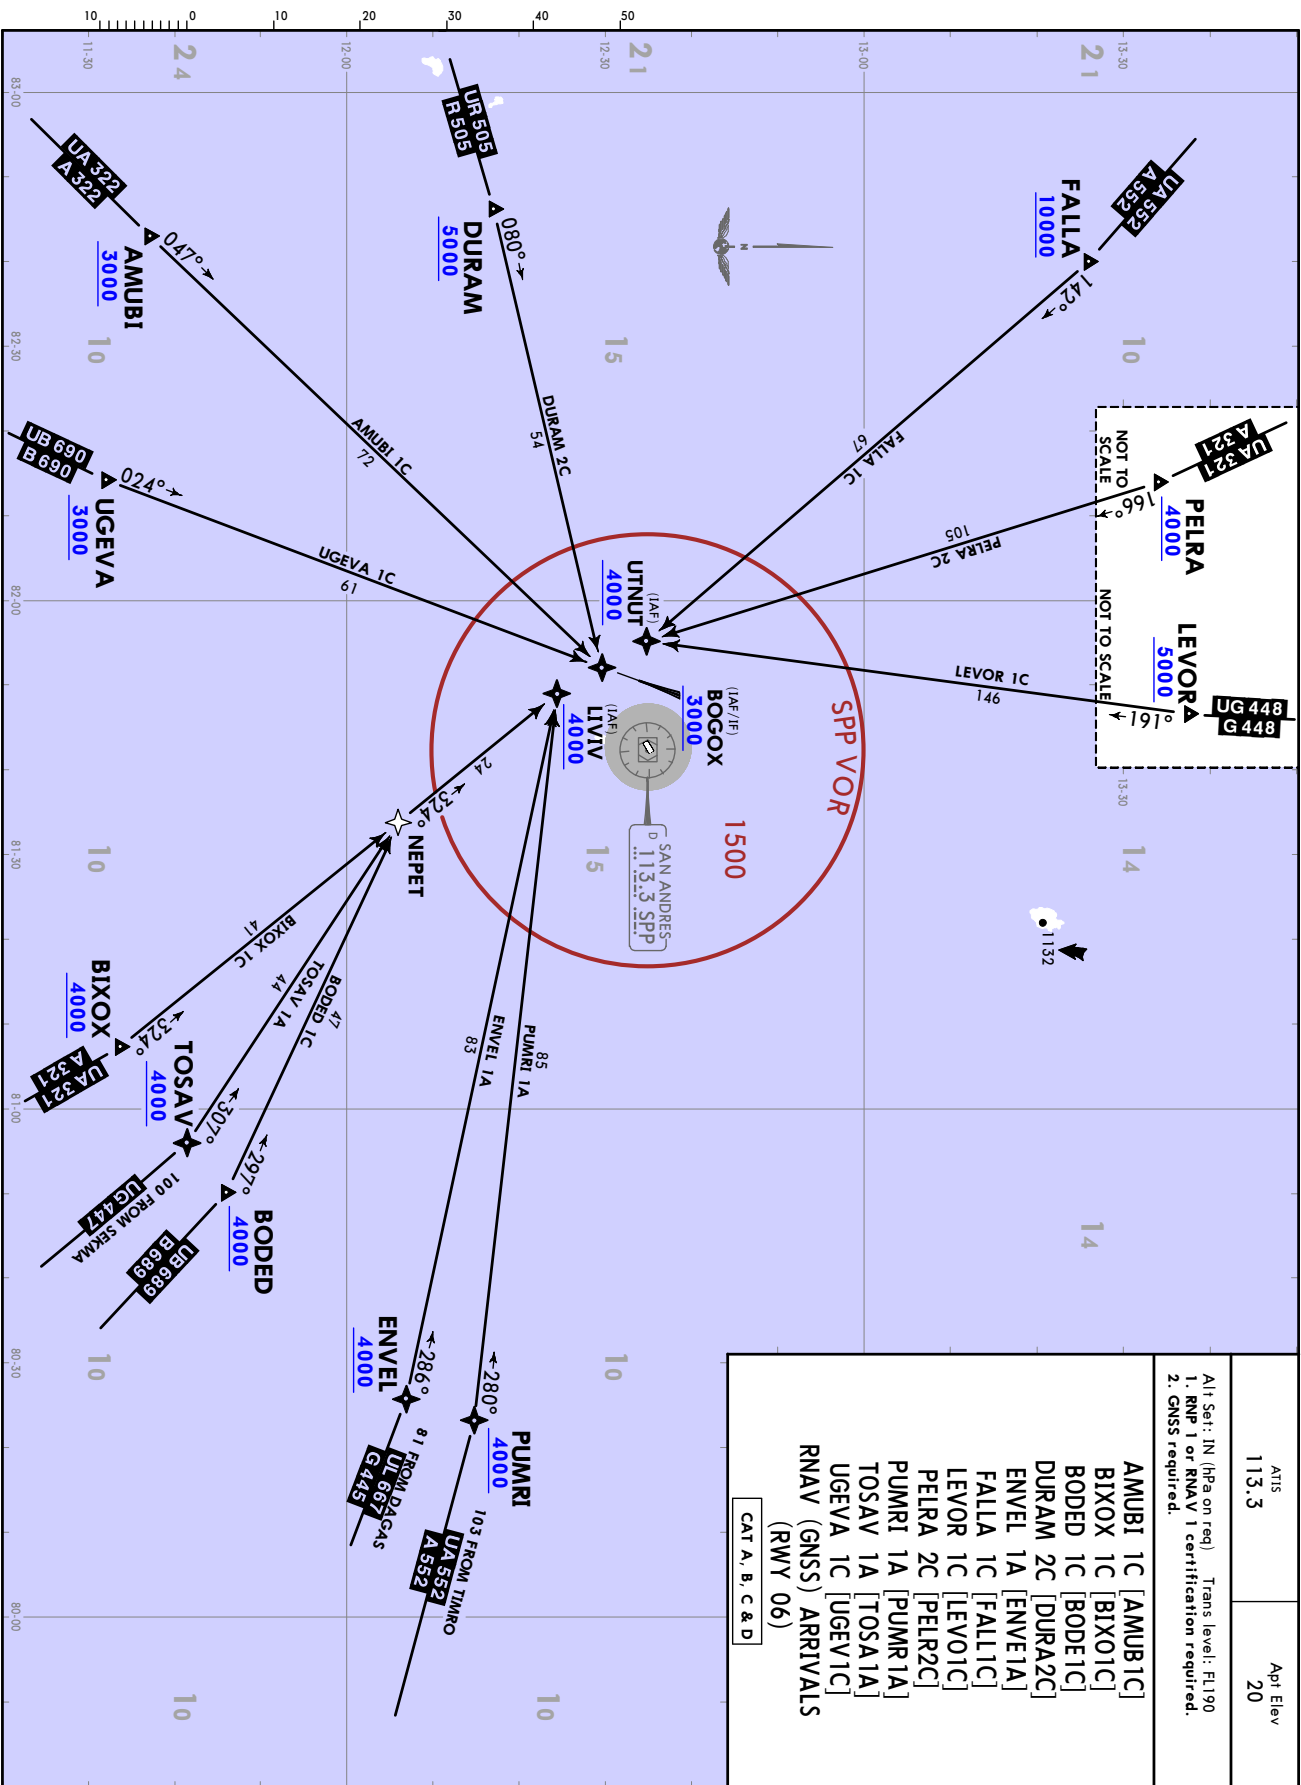 ATIS
113.3
Apt Elev
20
Alt Set: IN (hPa on req) Trans level: FL190
1. RNP 1 or RNAV 1 certification required.
2. GNSS required.
AMUBI 1C [AMUB1C]
BIXOX 1C [BIXO1C]
BODED 1C [BODE1C]
DURAM 2C [DURA2C]
ENVEL 1A [ENVE1A]
FALLA 1C [FALL1C]
LEVOR 1C [LEVO1C]
PELRA 2C [PELR2C]
PUMRI 1A [PUMR1A]
TOSAV 1A [TOSA1A]
UGEVA 1C [UGEV1C]
RNAV (GNSS) ARRIVALS
(RWY 06)
CAT A, B, C & D
UA 552
A 552
FALLA
10000
142°
FALLA 1C
67
UA 321
A 321
PELRA
4000
166°
NOT TO
SCALE
PELRA 2C
105
LEVOR
5000
UG 448
G 448
191°
NOT TO SCALE
LEVOR 1C
146
UR 505
R 505
DURAM
5000
080°
DURAM 2C
54
UA 322
A 322
AMUBI
3000
047°
AMUBI 1C
72
UB 690
B 690
UGEVA
3000
024°
UGEVA 1C
61
N
(IAF)
UTNUT
4000
(IAF/IF)
BOGOX
3000
(IAF)
LIVIV
4000
SPP VOR
1500
SAN ANDRES
D 113.3 SPP
1132
NEPET
324°
24
BIXOX 1C
41
BIXOX
4000
324°
UA 321
A 321
TOSAV 1A
44
TOSAV
4000
307°
UG 447
100 FROM SEKMA
BODED 1C
47
BODED
4000
297°
UB 689
B 689
ENVEL 1A
83
ENVEL
4000
286°
UL 667
G 445
81 FROM DAGAS
PUMRI 1A
85
PUMRI
4000
280°
UA 552
A 552
103 FROM TIMRO
21
10
14
14
21
15
15
10
10
24
10
10
10
10
13-30
13-30
13-00
12-30
12-00
11-30
83-00
82-30
82-00
81-30
81-00
80-30
80-00
10
0
10
20
30
40
50